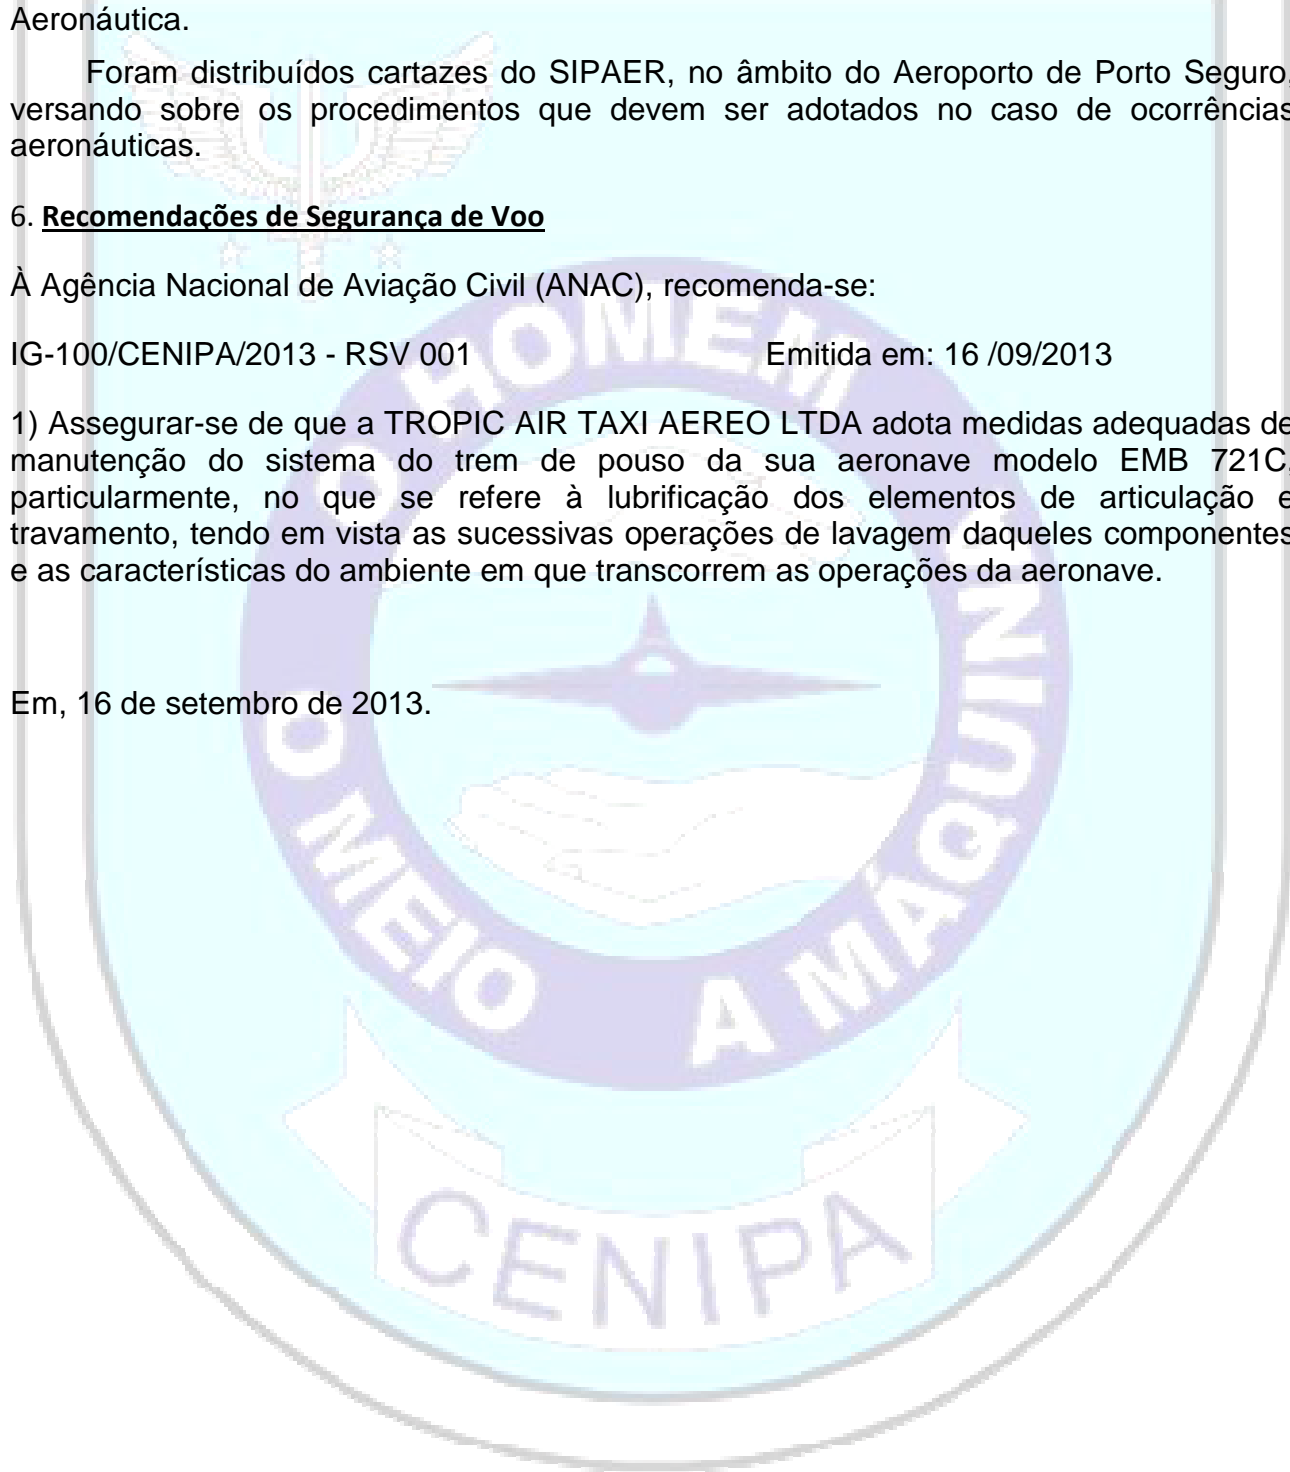 Aeronáutica.
Foram distribuídos cartazes do SIPAER, no âmbito do Aeroporto de Porto Seguro,
versando sobre os procedimentos que devem ser adotados no caso de ocorrências
aeronáuticas.
6. Recomendações de Segurança de Voo
À Agência Nacional de Aviação Civil (ANAC), recomenda-se:
IG-100/CENIPA/2013 - RSV 001 Emitida em: 16 /09/2013
1) Assegurar-se de que a TROPIC AIR TAXI AEREO LTDA adota medidas adequadas de
manutenção do sistema do trem de pouso da sua aeronave modelo EMB 721C,
particularmente, no que se refere à lubrificação dos elementos de articulação e
travamento, tendo em vista as sucessivas operações de lavagem daqueles componentes
e as características do ambiente em que transcorrem as operações da aeronave.
Em, 16 de setembro de 2013.
O HOMEM
O MEIO
A MÁQUINA
CENIPA